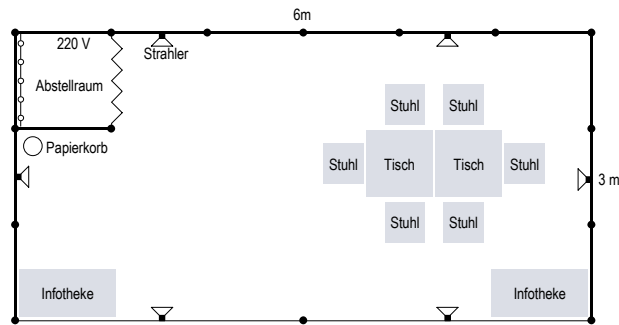 6m
220 V
Strahler
Abstellraum
Stuhl Stuhl
Papierkorb
Stuhl Tisch Tisch Stuhl
3 m
Stuhl Stuhl
Infotheke Infotheke